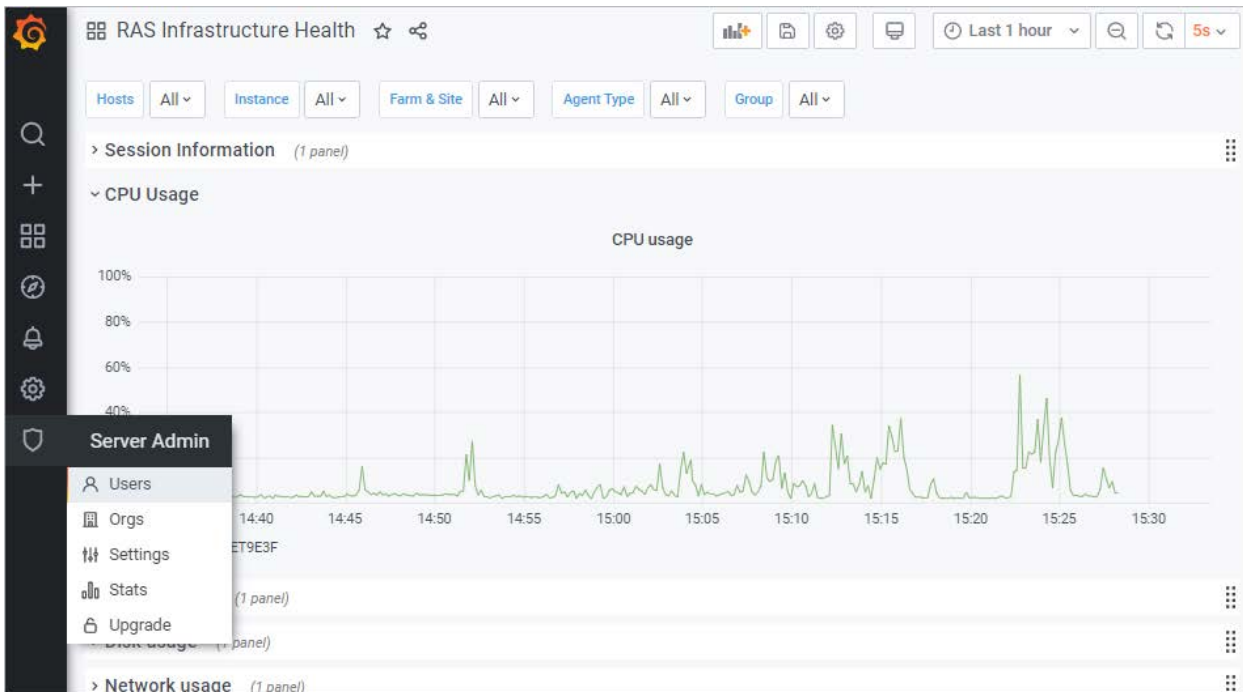 RAS Infrastructure Health
Last 1 hour
5s
Hosts All Instance All Farm & Site All Agent Type All Group All
Session Information (1 panel)
CPU Usage
CPU usage
100%
80%
60%
40%
Server Admin
Users
Orgs
Settings
Stats
Upgrade
14:40 14:45 14:50 14:55 15:00 15:05 15:10 15:15 15:20 15:25 15:30
ET9E3F
(1 panel)
Disk usage (1 panel)
Network usage (1 panel)